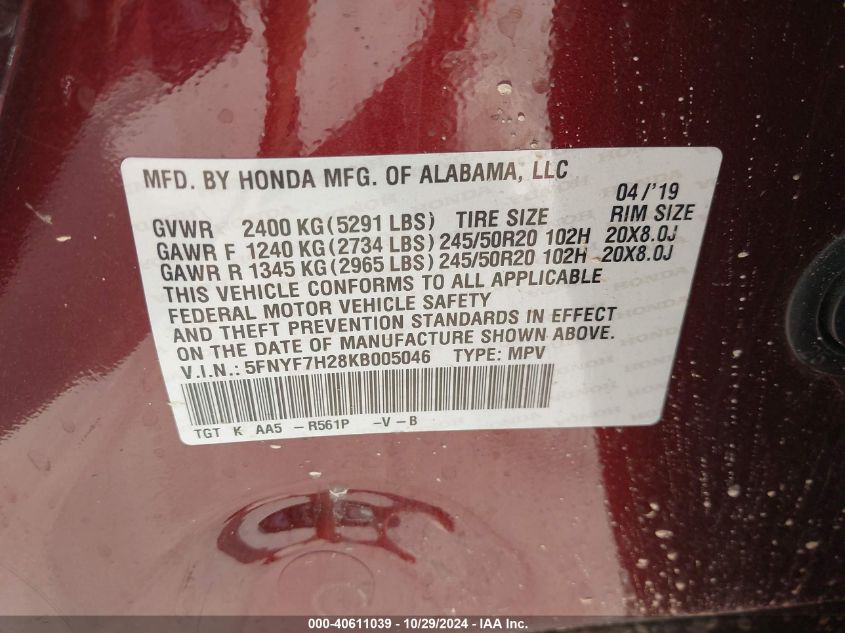 MFD. BY HONDA MFG. OF ALABAMA, LLC
04/'19
GVWR 2400 KG (5291 LBS) TIRE SIZE RIM SIZE
GAWR F 1240 KG (2734 LBS) 245/50R20 102H 20X8.0J
GAWR R 1345 KG (2965 LBS) 245/50R20 102H 20X8.0J
THIS VEHICLE CONFORMS TO ALL APPLICABLE
FEDERAL MOTOR VEHICLE SAFETY
AND THEFT PREVENTION STANDARDS IN EFFECT
ON THE DATE OF MANUFACTURE SHOWN ABOVE.
V.I.N.: 5FNYF7H28KB005046 TYPE: MPV
TGT K AA5 -R561P -V-B
000-40611039 - 10/29/2024 - IAA Inc.